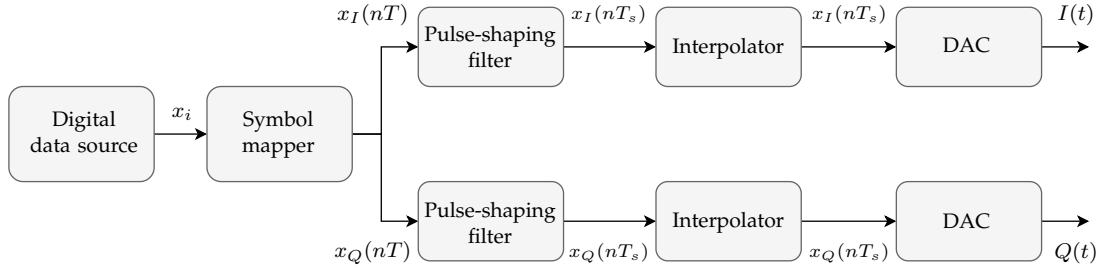 x_I(nT)
x_I(nT_s)
x_I(nT_s)
I(t)
Pulse-shaping
filter
Interpolator
DAC
Digital
data source
x_i
Symbol
mapper
Pulse-shaping
filter
Interpolator
DAC
x_Q(nT)
x_Q(nT_s)
x_Q(nT_s)
Q(t)